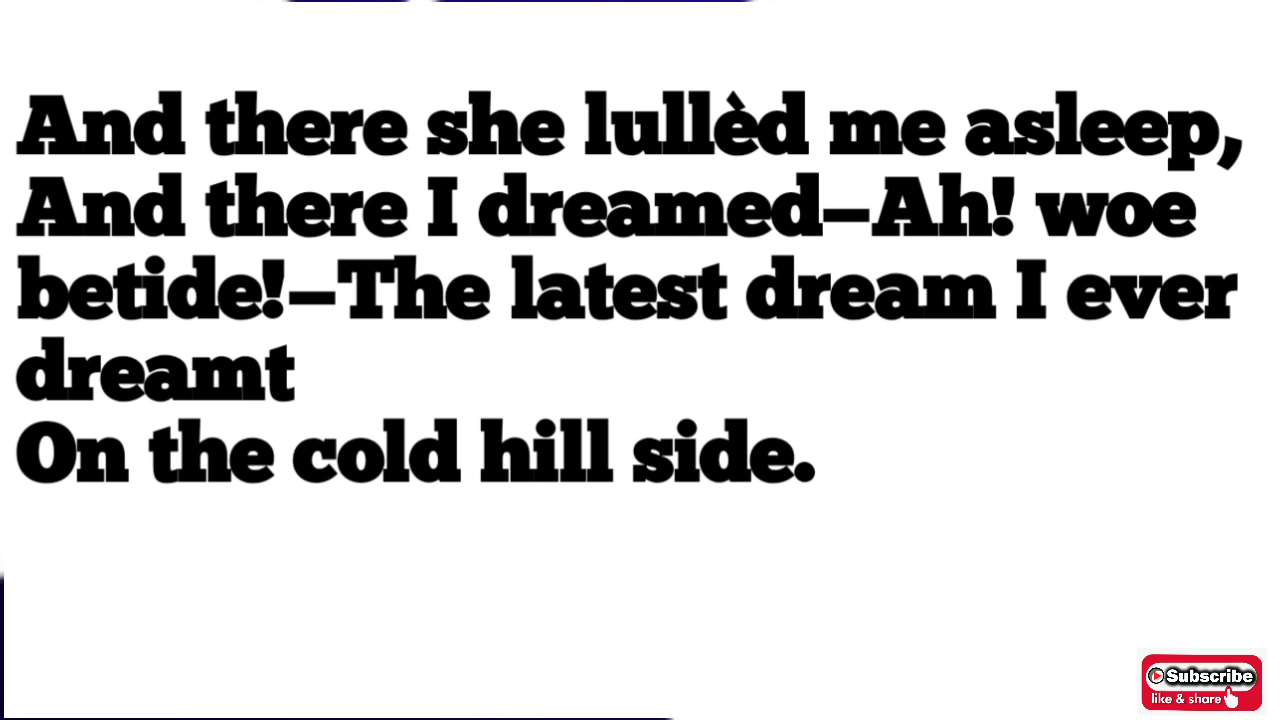 And there she lullèd me asleep,
And there I dreamed—Ah! woe
betide!—The latest dream I ever
dreamt
On the cold hill side.
Subscribe
like & share